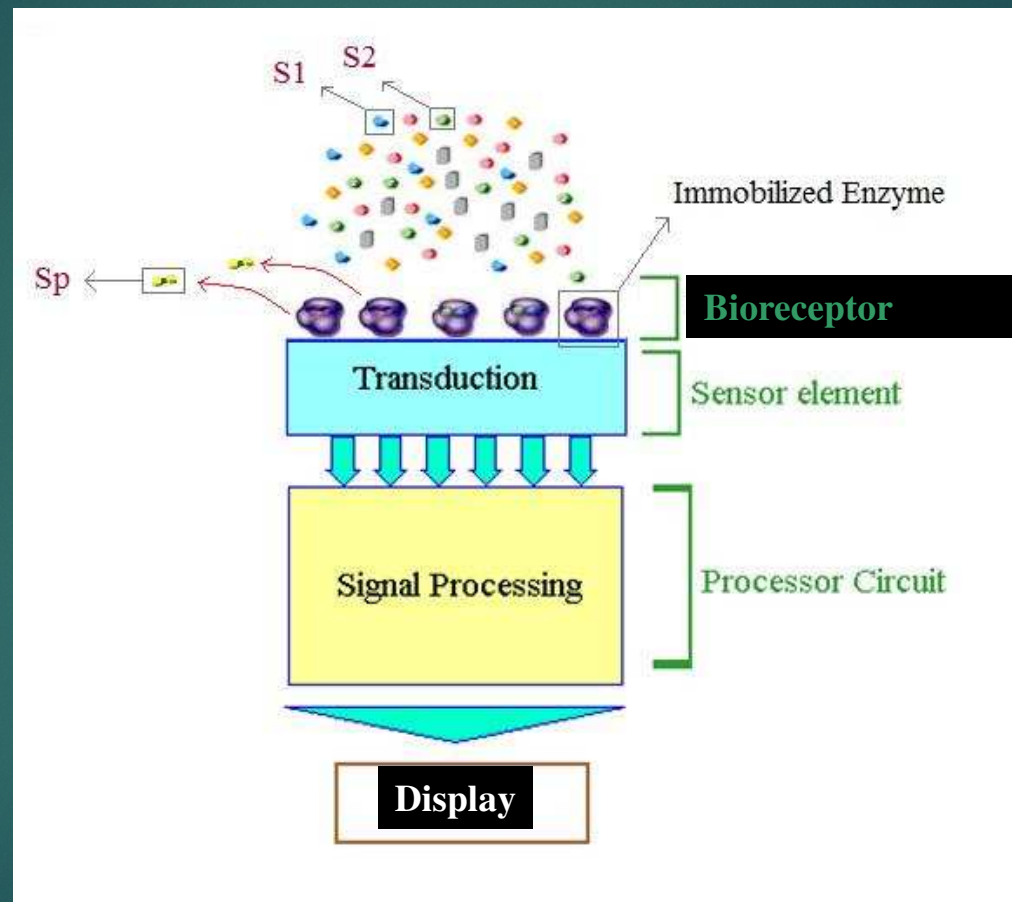 S1
S2
Immobilized Enzyme
Sp
Bioreceptor
Transduction
Sensor element
Signal Processing
Processor Circuit
Display